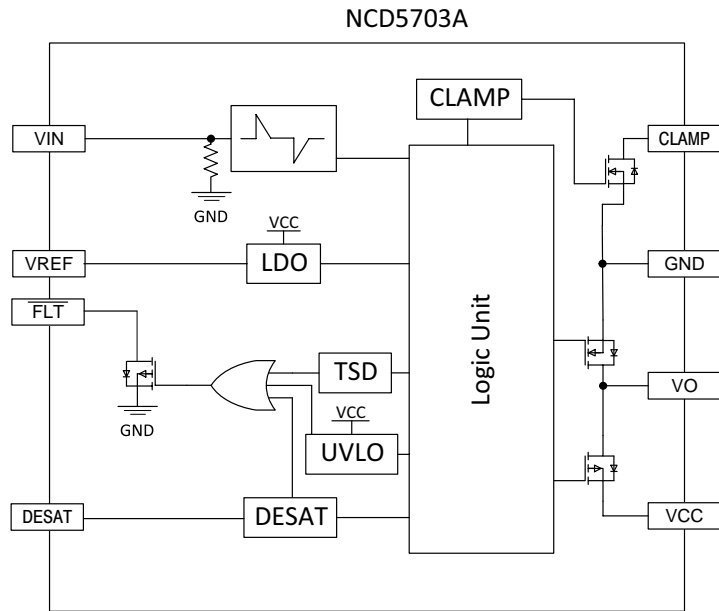 NCD5703A
CLAMP
VIN
CLAMP
GND
VCC
VREF
LDO
GND
FLT
Logic Unit
TSD
VO
GND
VCC
UVLO
DESAT
DESAT
VCC